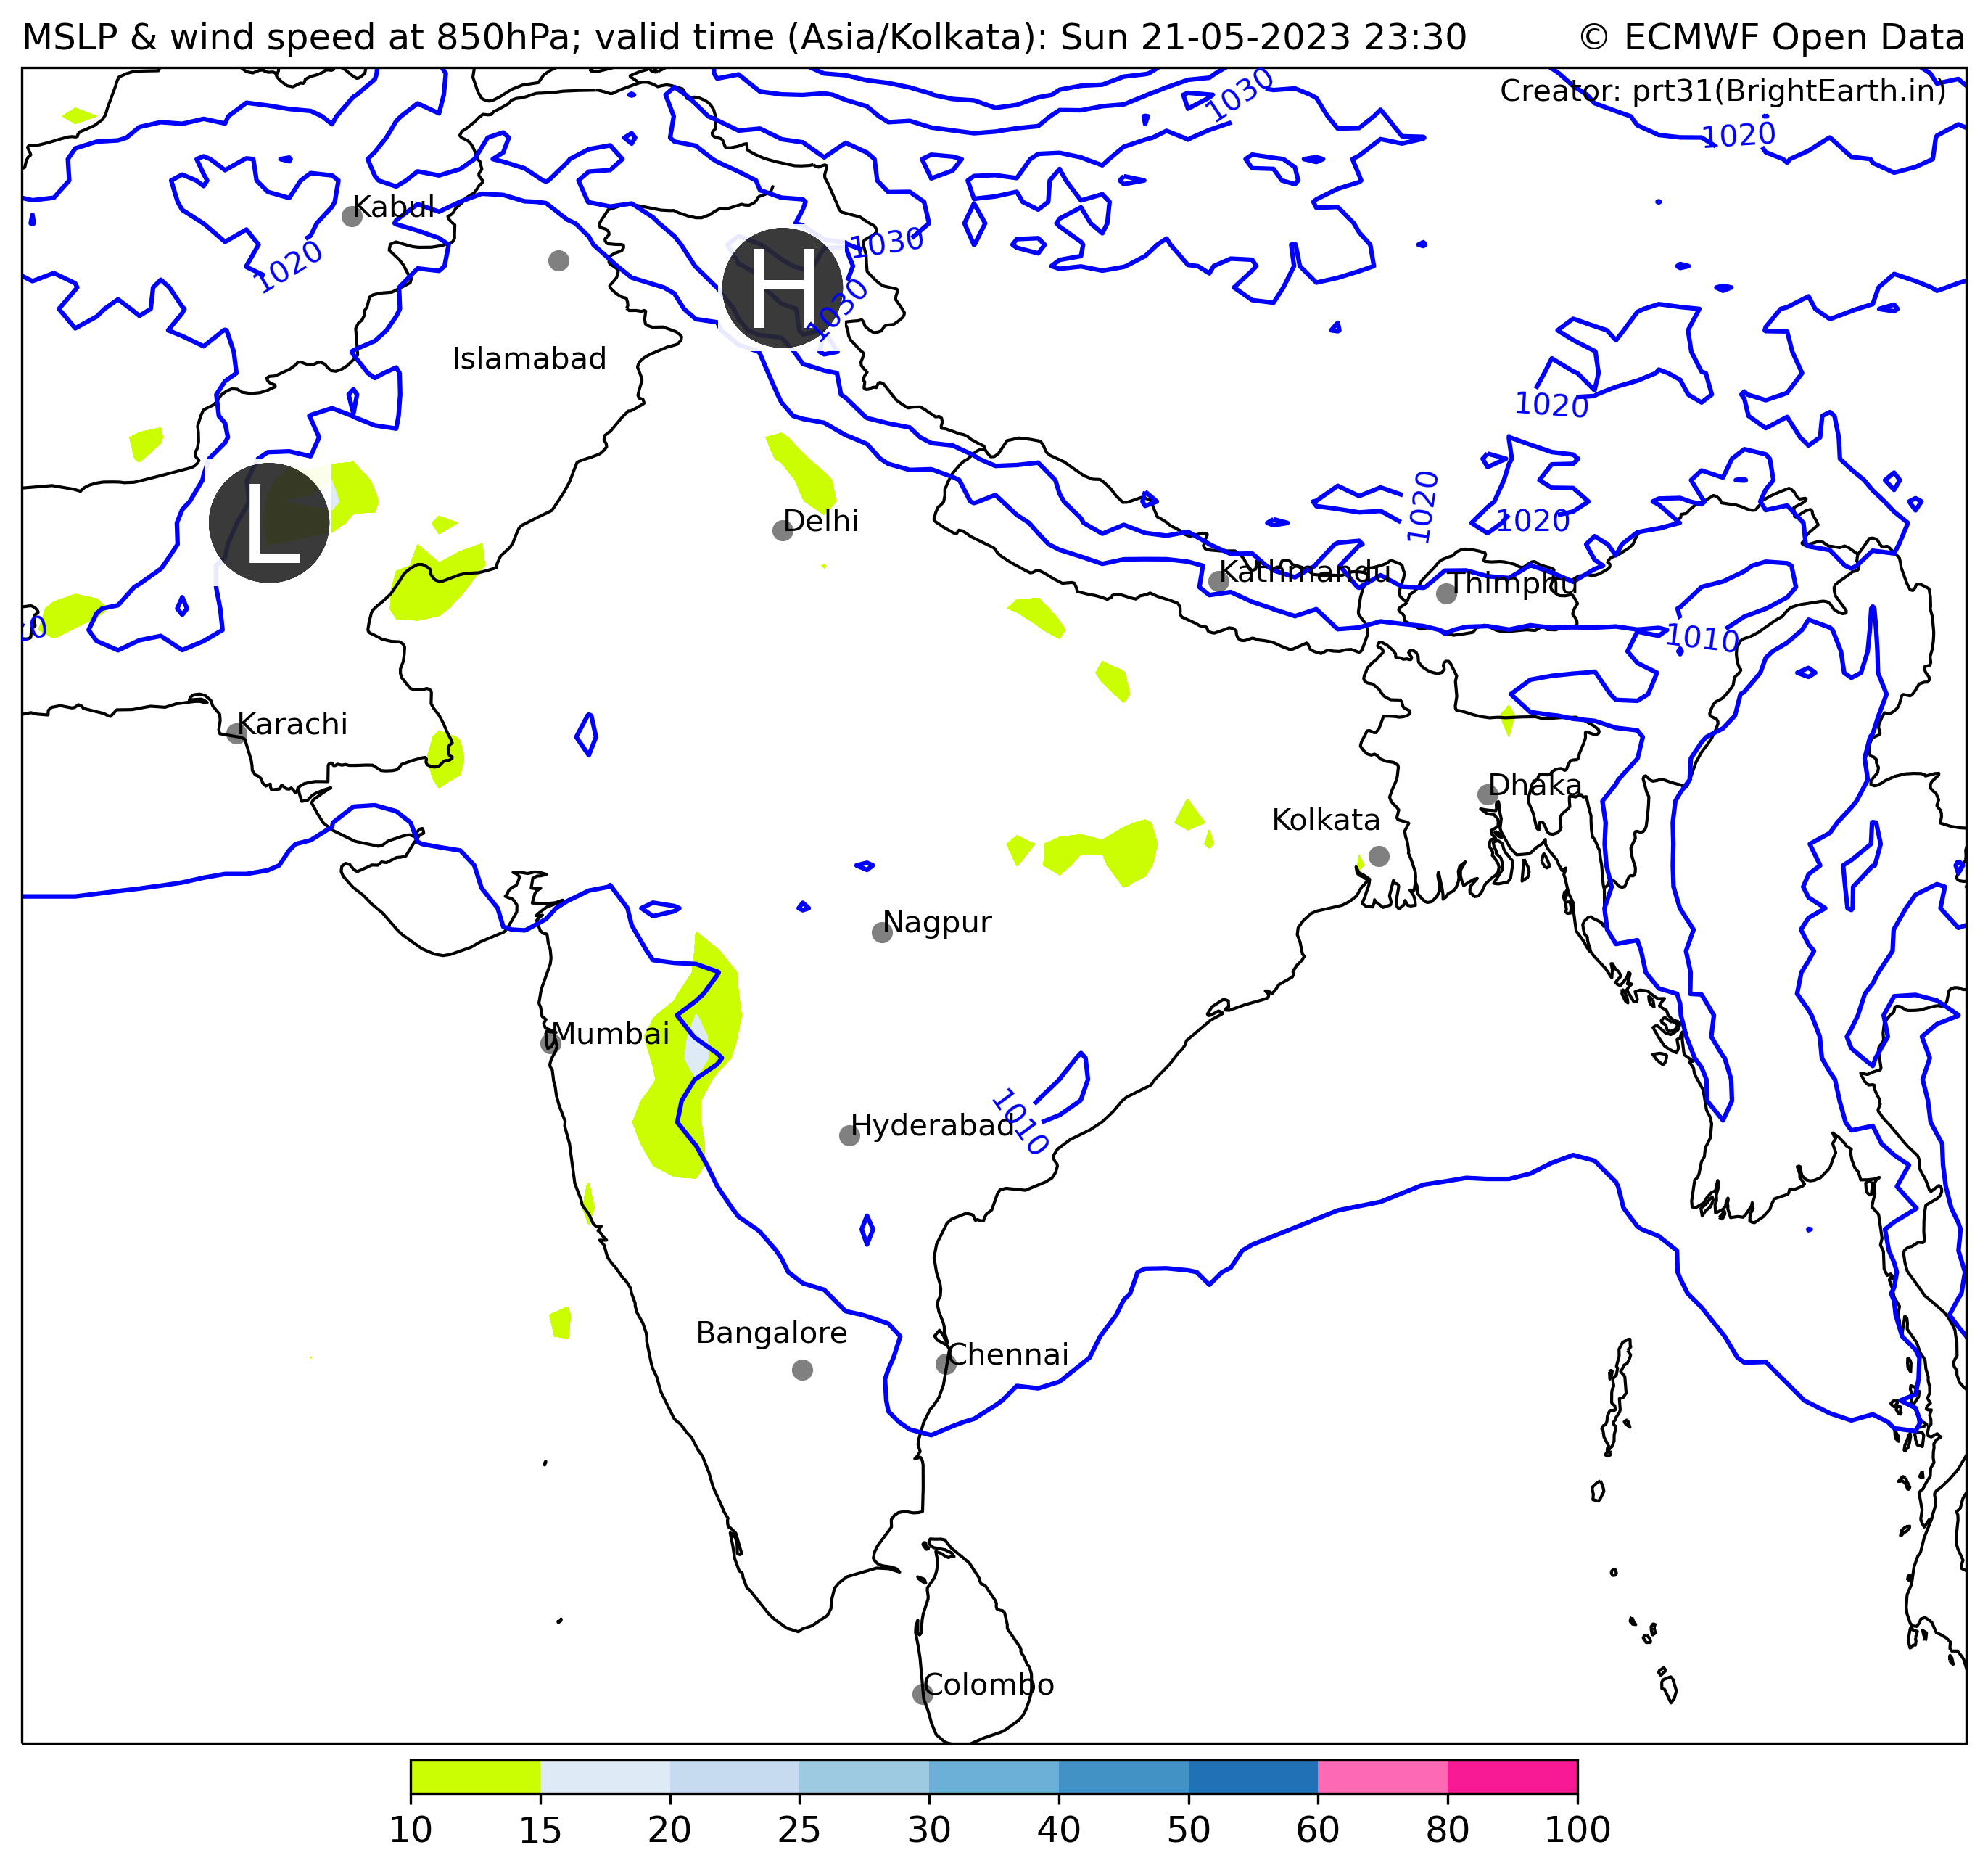 MSLP & wind speed at 850hPa; valid time (Asia/Kolkata): Sun 21-05-2023 23:30
© ECMWF Open Data
Creator: prt31(BrightEarth.in)
1030
1020
Kabul
1020
1030
H
1030
Islamabad
1020
L
1020
1020
Delhi
Kathmandu
Thimphu
0
1010
Karachi
Dhaka
Kolkata
Nagpur
Mumbai
1010
Hyderabad
Bangalore
Chennai
Colombo
10 15 20 25 30 40 50 60 80 100